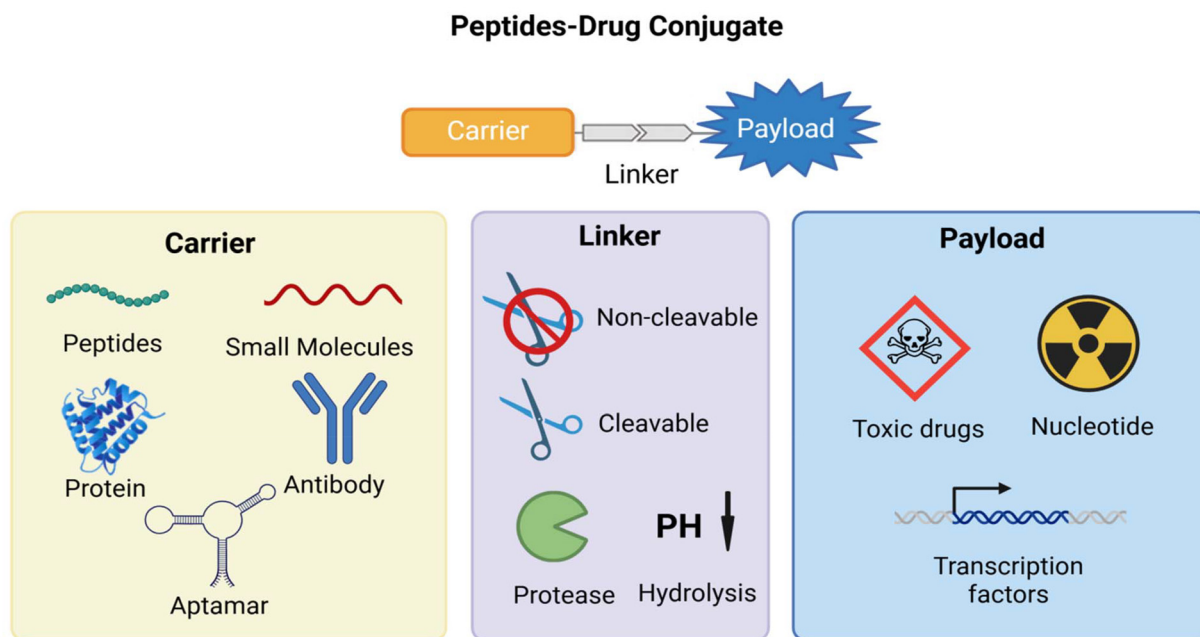 Peptides-Drug Conjugate
Carrier
Payload
Linker
Carrier
Peptides
Small Molecules
Protein
Antibody
Aptamar
Linker
Non-cleavable
Cleavable
PH
Protease
Hydrolysis
Payload
Toxic drugs
Nucleotide
Transcription
factors